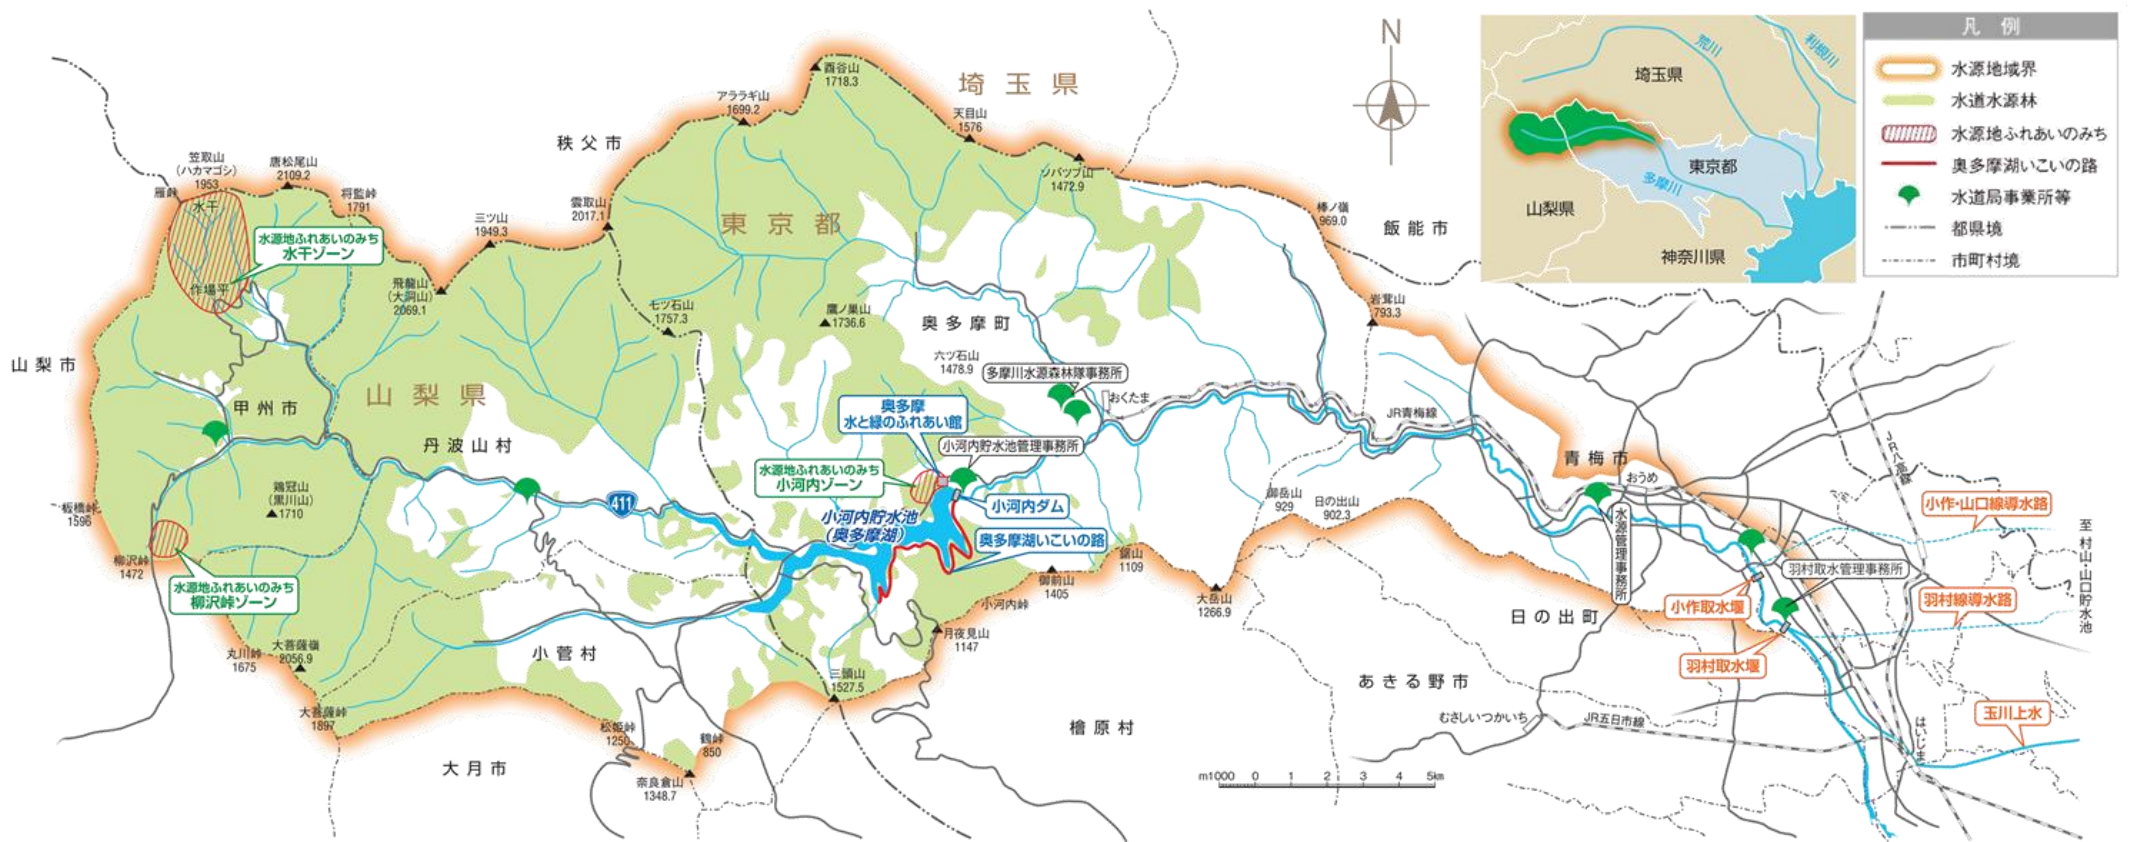 埼玉県
秩父市
東京都
飯能市
山梨市
甲州市
山梨県
丹波山村
奥多摩町
小菅村
大月市
檜原村
あきる野市
日の出町
青梅市
酉谷山
1718.3
アララギ山
1699.2
天目山
1576
ソバツブ山
1472.9
棒ノ嶺
969.0
岩茸山
793.3
笠取山
(ハカマゴシ)
1953
唐松尾山
2109.2
将監峠
1791
雁峠
水干
作場平
三ツ山
1949.3
雲取山
2017.1
飛龍山
(大洞山)
2069.1
七ツ石山
1757.3
鷹ノ巣山
1736.6
六ツ石山
1478.9
鶏冠山
(黒川山)
1710
板橋峠
1596
柳沢峠
1472
丸川峠
1675
大菩薩嶺
2056.9
大菩薩峠
1897
松姫峠
1250
鶴峠
850
奈良倉山
1348.7
三頭山
1527.5
月夜見山
1147
小河内峠
御前山
1405
鋸山
1109
大岳山
1266.9
御岳山
929
日の出山
902.3
水源地ふれあいのみち
水干ゾーン
水源地ふれあいのみち
柳沢峠ゾーン
水源地ふれあいのみち
小河内ゾーン
奥多摩
水と緑のふれあい館
多摩川水源森林隊事務所
小河内貯水池管理事務所
小河内ダム
奥多摩湖いこいの路
小河内貯水池
(奥多摩湖)
411
おくたま
JR青梅線
おうめ
JR八高線
水源管理事務所
羽村取水管理事務所
小作取水堰
羽村取水堰
小作・山口線導水路
羽村線導水路
玉川上水
至村山・山口貯水池
むさしいつかいち
JR五日市線
はいじま
N
m1000 0 1 2 3 4 5km
荒川
利根川
埼玉県
東京都
多摩川
山梨県
神奈川県
凡例
水源地域界
水道水源林
水源地ふれあいのみち
奥多摩湖いこいの路
水道局事業所等
都県境
市町村境